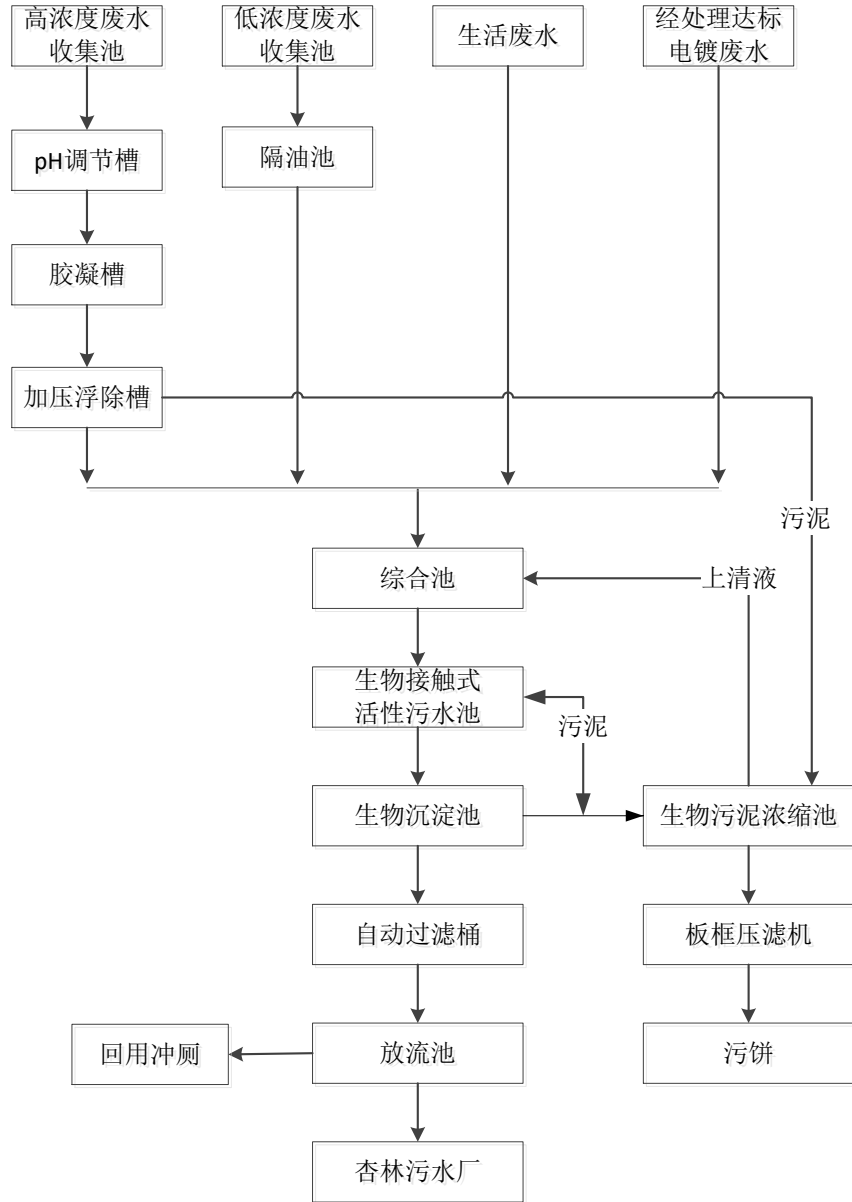 高浓度废水
收集池
低浓度废水
收集池
生活废水
经处理达标
电镀废水
pH调节槽
隔油池
胶凝槽
加压浮除槽
污泥
综合池
上清液
生物接触式
活性污水池
污泥
生物沉淀池
生物污泥浓缩池
自动过滤桶
板框压滤机
回用冲厕
放流池
污饼
杏林污水厂